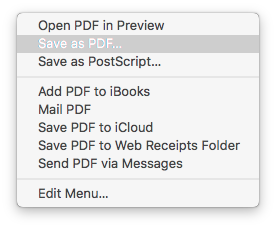 Open PDF in Preview
Save as PDF...
Save as PostScript...
Add PDF to iBooks
Mail PDF
Save PDF to iCloud
Save PDF to Web Receipts Folder
Send PDF via Messages
Edit Menu...